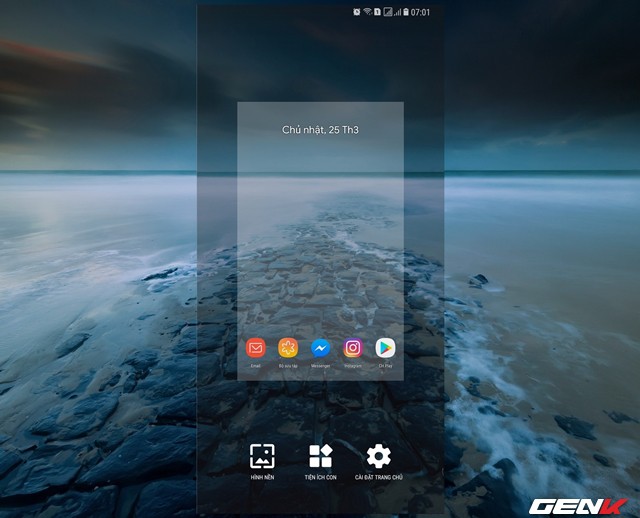 07:01
Chủ nhật, 25 Th3
Email
Bộ sưu tập
Messenger
Instagram
CH Play
HÌNH NỀN
TIỆN ÍCH CON
CÀI ĐẶT TRANG CHỦ
GENK